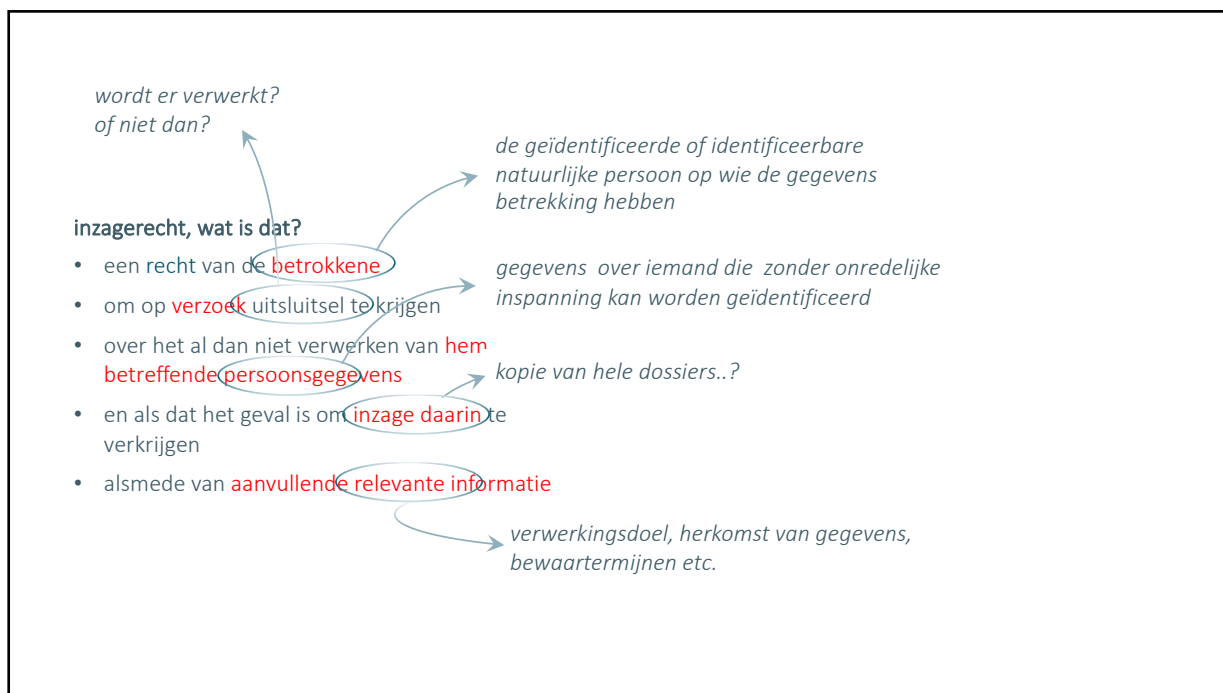 wordt er verwerkt?
of niet dan?
de geïdentificeerde of identificeerbare
natuurlijke persoon op wie de gegevens
betrekking hebben
inzagerecht, wat is dat?
• een recht van de betrokkene
gegevens over iemand die zonder onredelijke
inspanning kan worden geïdentificeerd
• om op verzoek uitsluitsel te krijgen
• over het al dan niet verwerken van hem
betreffende persoonsgegevens
kopie van hele dossiers..?
• en als dat het geval is om inzage daarin te
verkrijgen
• alsmede van aanvullende relevante informatie
verwerkingsdoel, herkomst van gegevens,
bewaartermijnen etc.